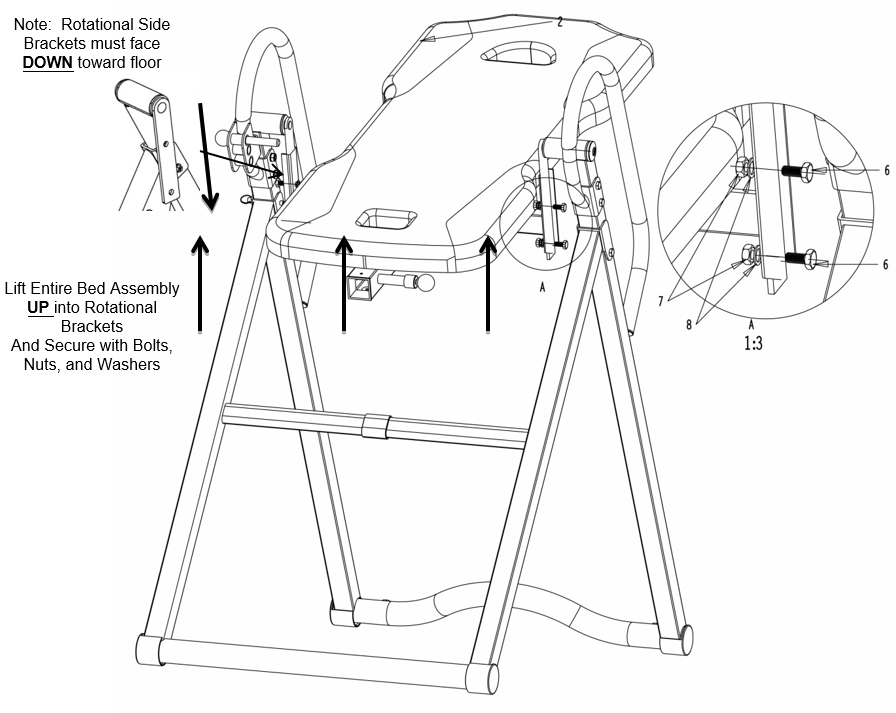 Note: Rotational Side
Brackets must face
DOWN toward floor
2
6
6
7
8
A
A
1:3
Lift Entire Bed Assembly
UP into Rotational
Brackets
And Secure with Bolts,
Nuts, and Washers